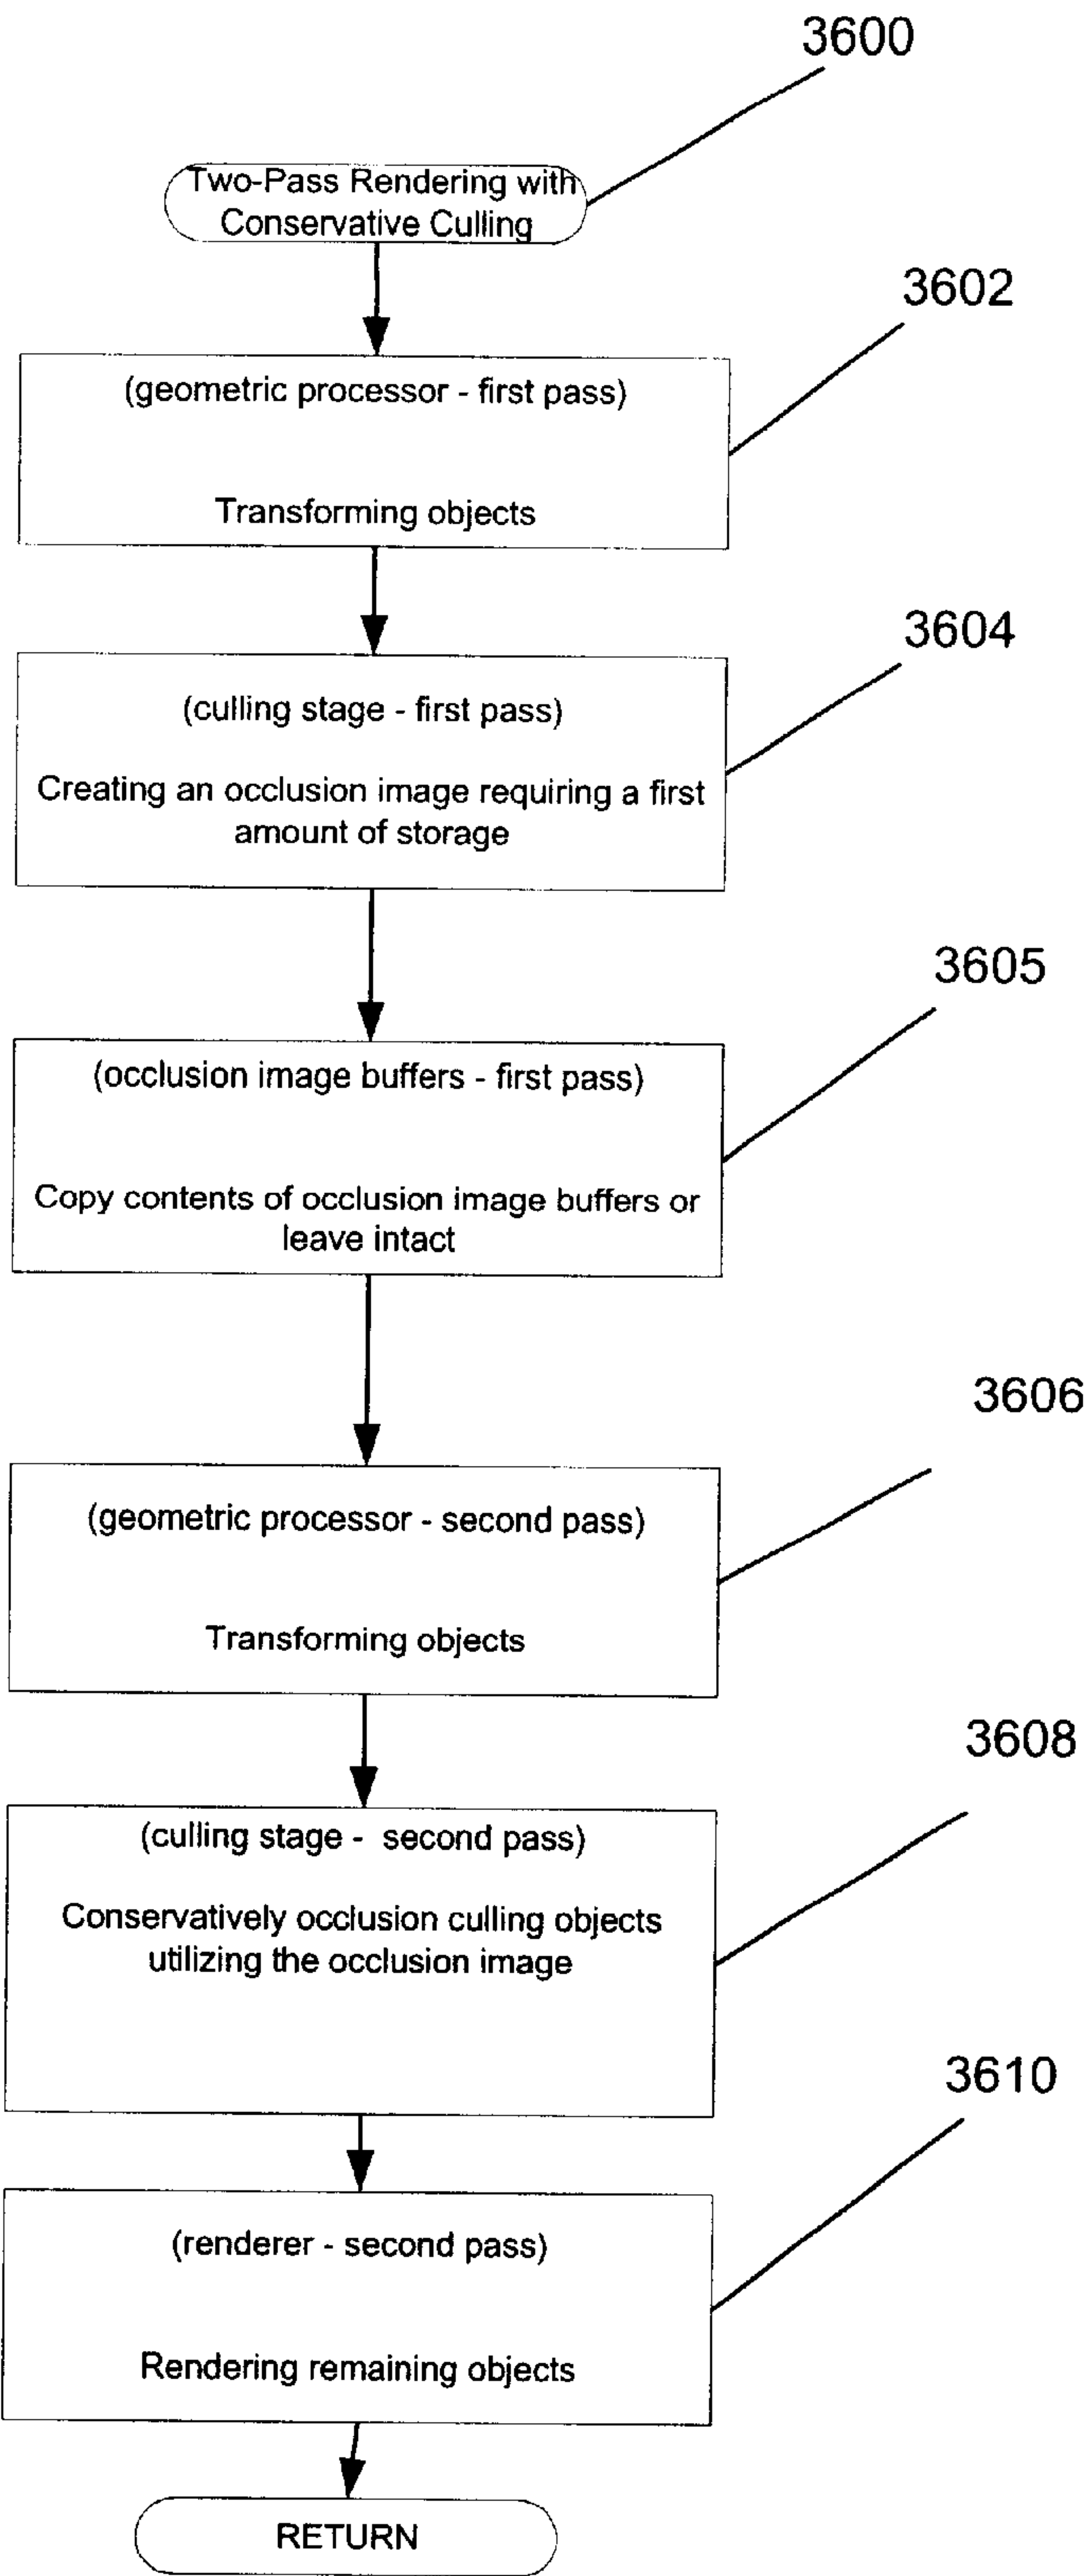 3600
Two-Pass Rendering with
Conservative Culling
3602
(geometric processor - first pass)
Transforming objects
3604
(culling stage - first pass)
Creating an occlusion image requiring a first
amount of storage
3605
(occlusion image buffers - first pass)
Copy contents of occlusion image buffers or
leave intact
3606
(geometric processor - second pass)
Transforming objects
3608
(culling stage - second pass)
Conservatively occlusion culling objects
utilizing the occlusion image
3610
(renderer - second pass)
Rendering remaining objects
RETURN